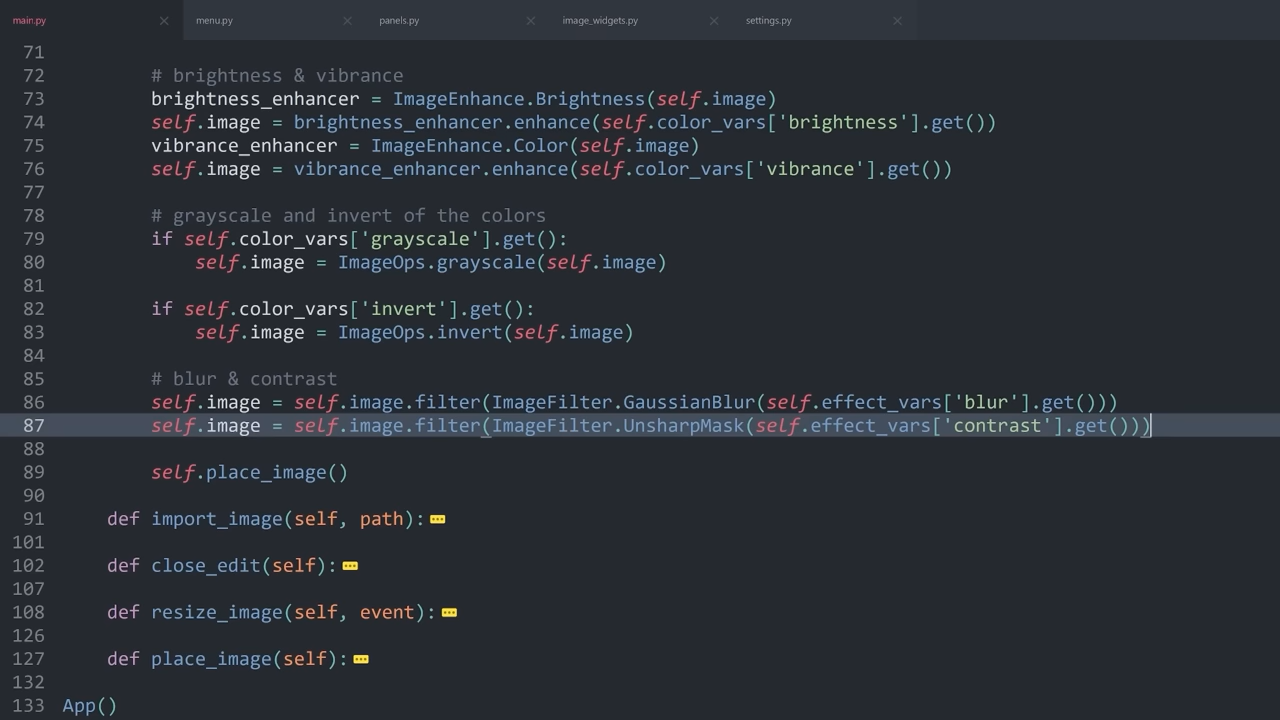 main.py menu.py panels.py image_widgets.py settings.py
71
72 # brightness & vibrance
73 brightness_enhancer = ImageEnhance.Brightness(self.image)
74 self.image = brightness_enhancer.enhance(self.color_vars['brightness'].get())
75 vibrance_enhancer = ImageEnhance.Color(self.image)
76 self.image = vibrance_enhancer.enhance(self.color_vars['vibrance'].get())
77
78 # grayscale and invert of the colors
79 if self.color_vars['grayscale'].get():
80 self.image = ImageOps.grayscale(self.image)
81
82 if self.color_vars['invert'].get():
83 self.image = ImageOps.invert(self.image)
84
85 # blur & contrast
86 self.image = self.image.filter(ImageFilter.GaussianBlur(self.effect_vars['blur'].get()))
87 self.image = self.image.filter(ImageFilter.UnsharpMask(self.effect_vars['contrast'].get()))
88
89 self.place_image()
90
91 def import_image(self, path):
101
102 def close_edit(self):
107
108 def resize_image(self, event):
126
127 def place_image(self):
132
133 App()